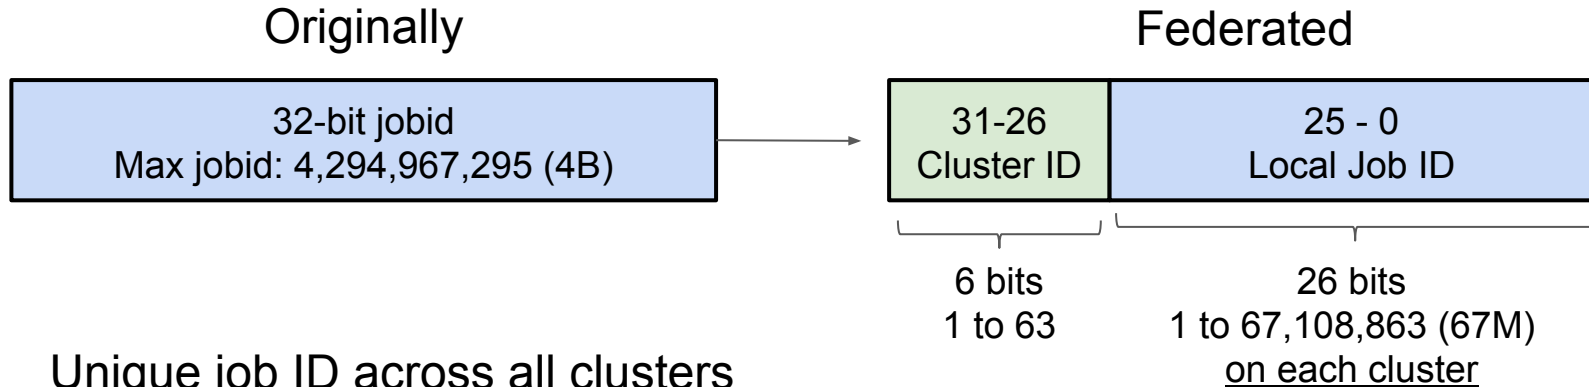 Originally
32-bit jobid
Max jobid: 4,294,967,295 (4B)
Federated
31-26
Cluster ID
25 - 0
Local Job ID
6 bits
1 to 63
26 bits
1 to 67,108,863 (67M)
on each cluster
Unique job ID across all clusters